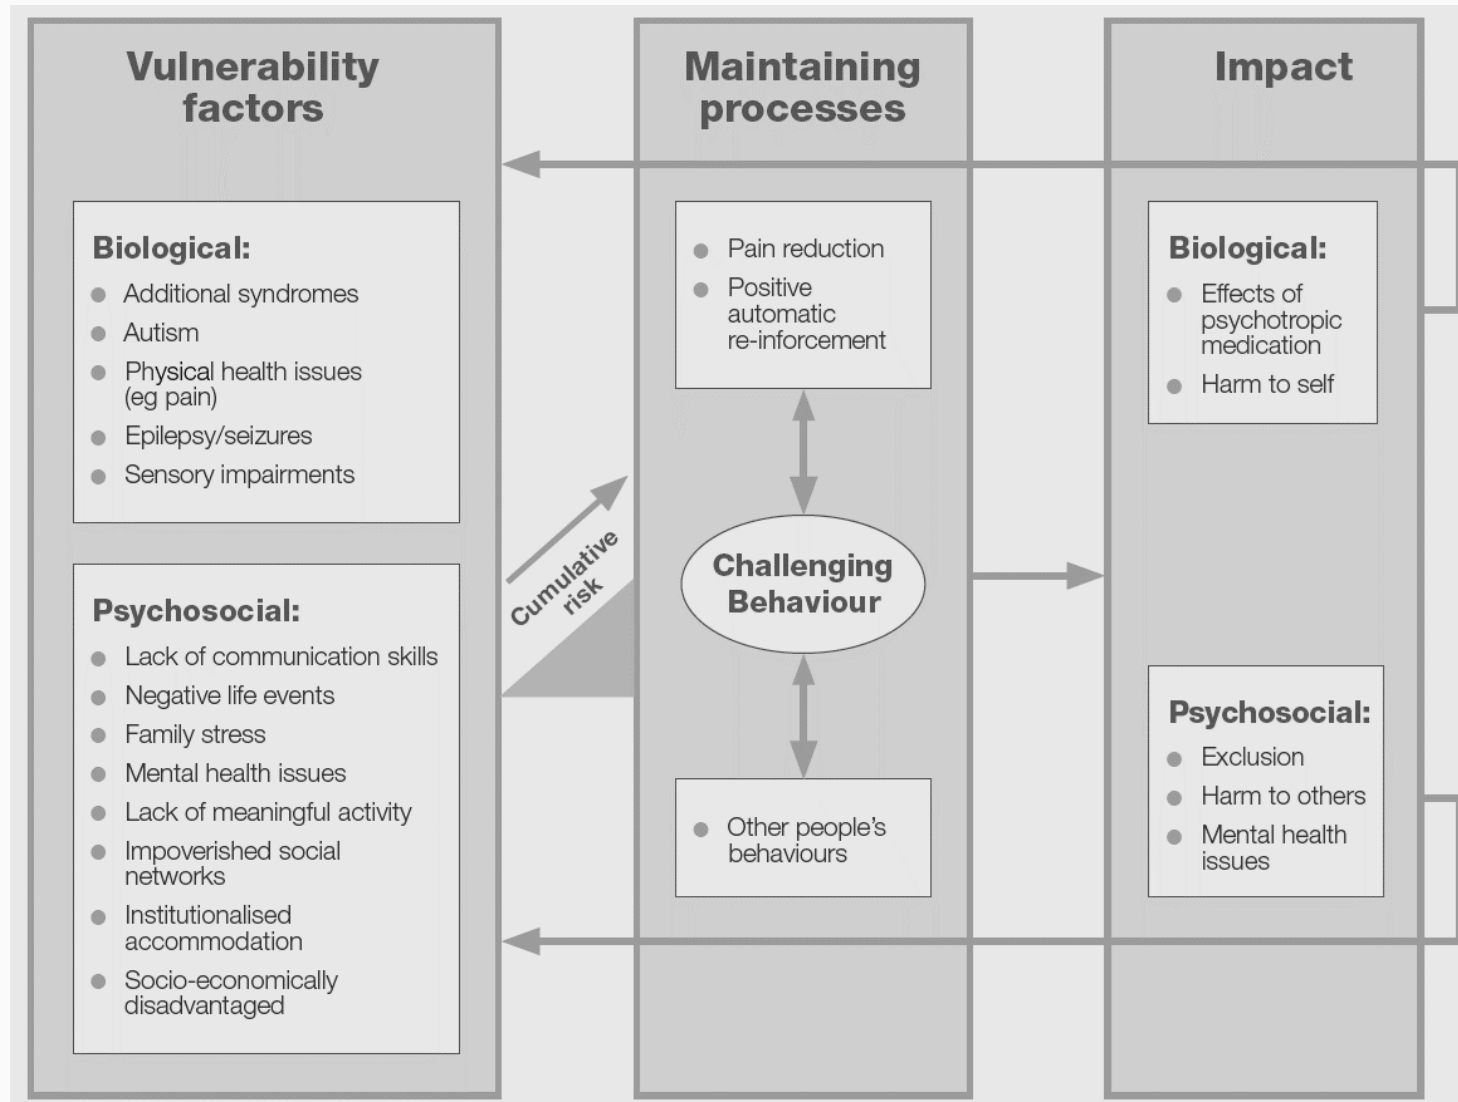 Vulnerability
factors
Biological:
Additional syndromes
Autism
Physical health issues
(eg pain)
Epilepsy/seizures
Sensory impairments
Psychosocial:
Lack of communication skills
Negative life events
Family stress
Mental health issues
Lack of meaningful activity
Impoverished social
networks
Institutionalised
accommodation
Socio-economically
disadvantaged
Cumulative
risk
Maintaining
processes
Pain reduction
Positive
automatic
re-inforcement
Challenging
Behaviour
Other people's
behaviours
Impact
Biological:
Effects of
psychotropic
medication
Harm to self
Psychosocial:
Exclusion
Harm to others
Mental health
issues